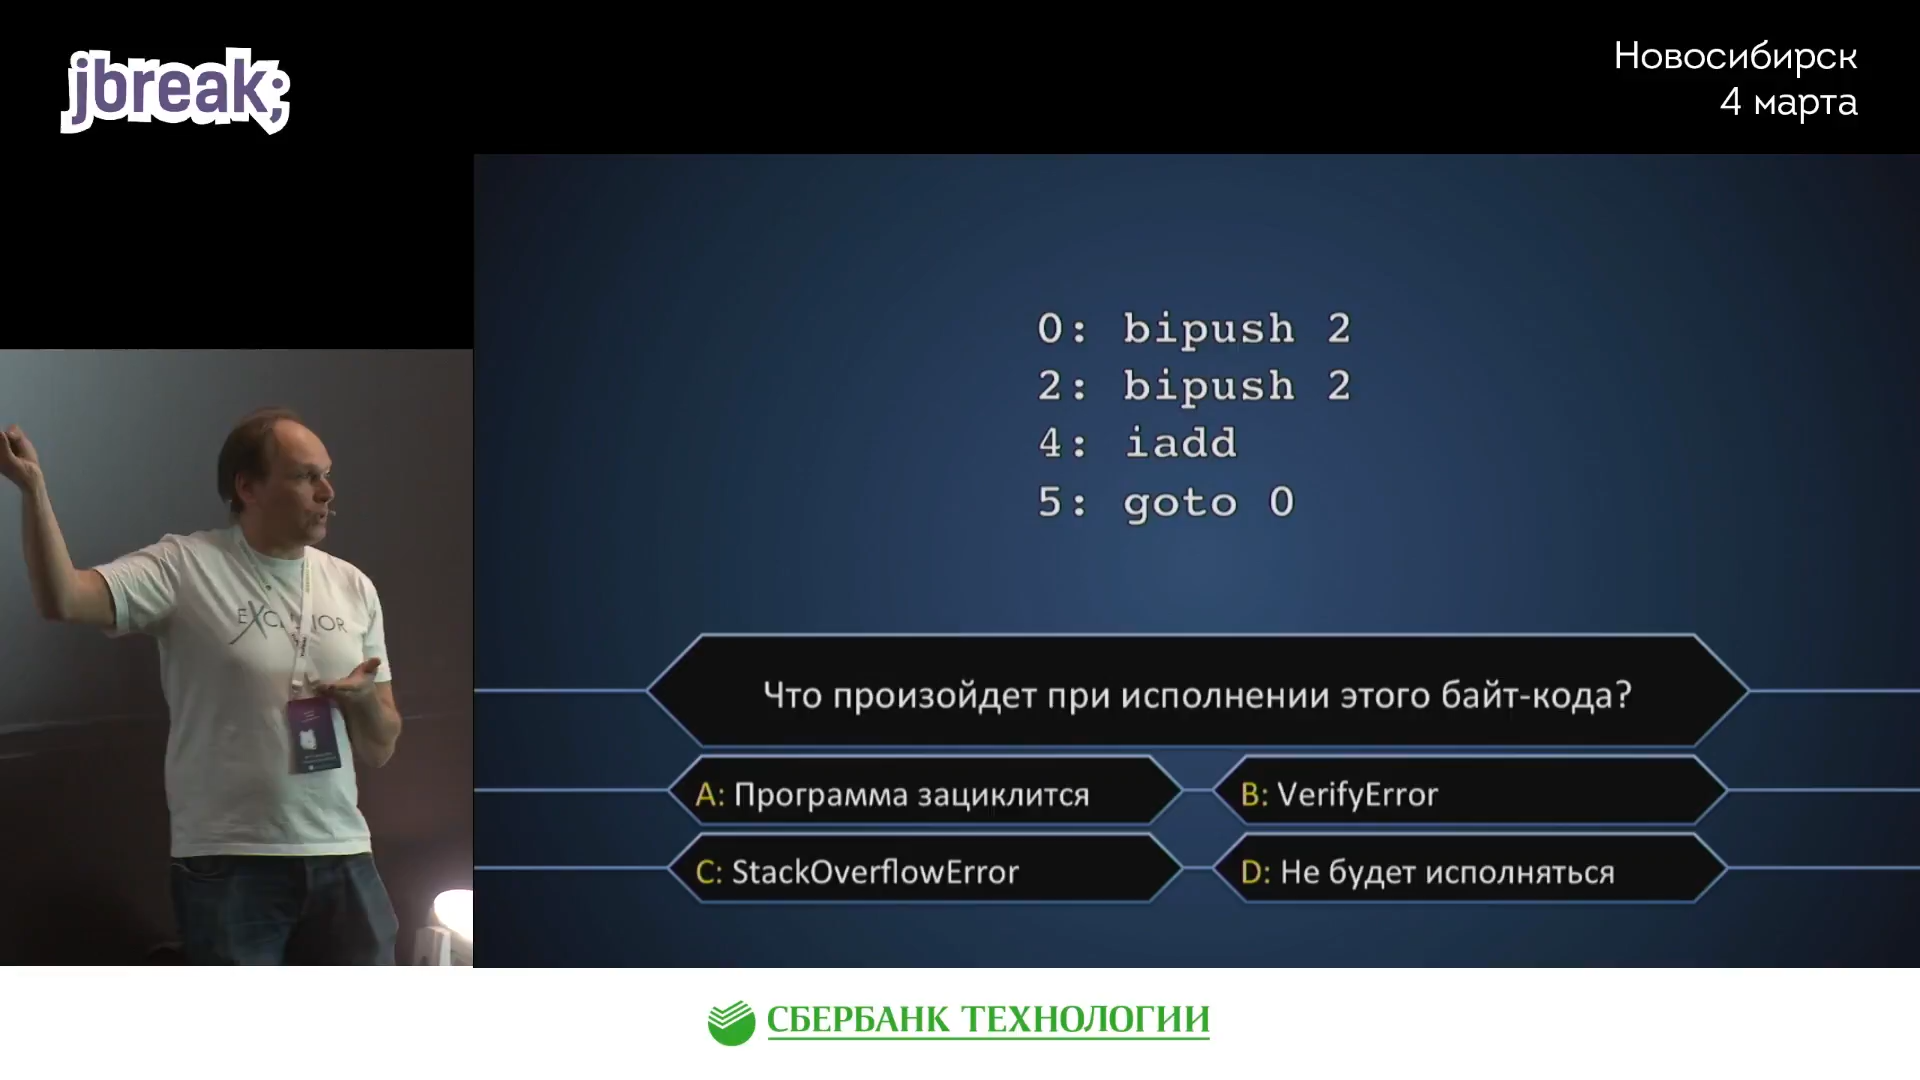 jbreak;
Новосибирск
4 марта
0: bipush 2
2: bipush 2
4: iadd
5: goto 0
Что произойдет при исполнении этого байт-кода?
A: Программа зациклится
B: VerifyError
C: StackOverflowError
D: Не будет исполняться
СБЕРБАНК ТЕХНОЛОГИИ